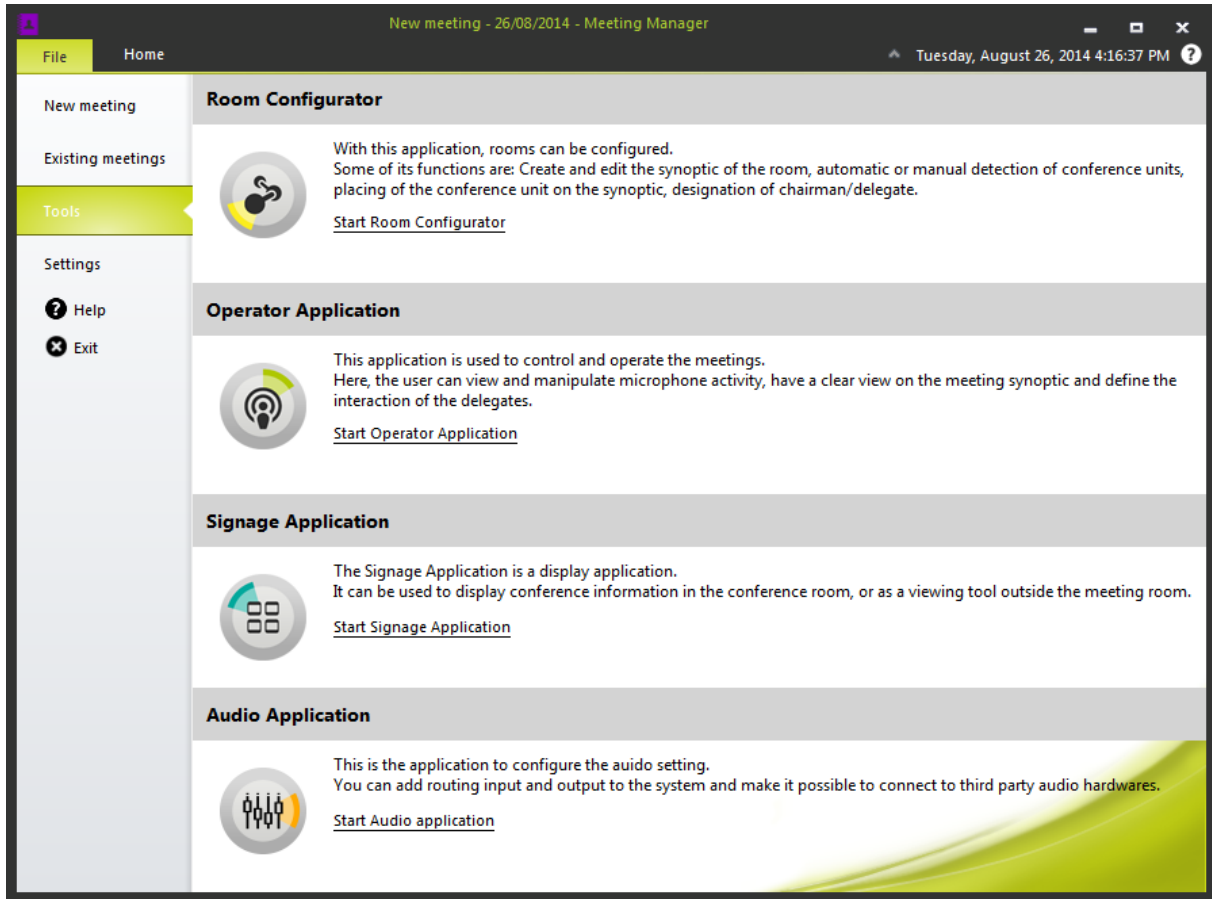 New meeting - 26/08/2014 - Meeting Manager
File Home Tuesday, August 26, 2014 4:16:37 PM ?
New meeting
Existing meetings
Tools
Settings
? Help
Exit
Room Configurator
With this application, rooms can be configured.
Some of its functions are: Create and edit the synoptic of the room, automatic or manual detection of conference units,
placing of the conference unit on the synoptic, designation of chairman/delegate.
Start Room Configurator
Operator Application
This application is used to control and operate the meetings.
Here, the user can view and manipulate microphone activity, have a clear view on the meeting synoptic and define the
interaction of the delegates.
Start Operator Application
Signage Application
The Signage Application is a display application.
It can be used to display conference information in the conference room, or as a viewing tool outside the meeting room.
Start Signage Application
Audio Application
This is the application to configure the auido setting.
You can add routing input and output to the system and make it possible to connect to third party audio hardwares.
Start Audio application